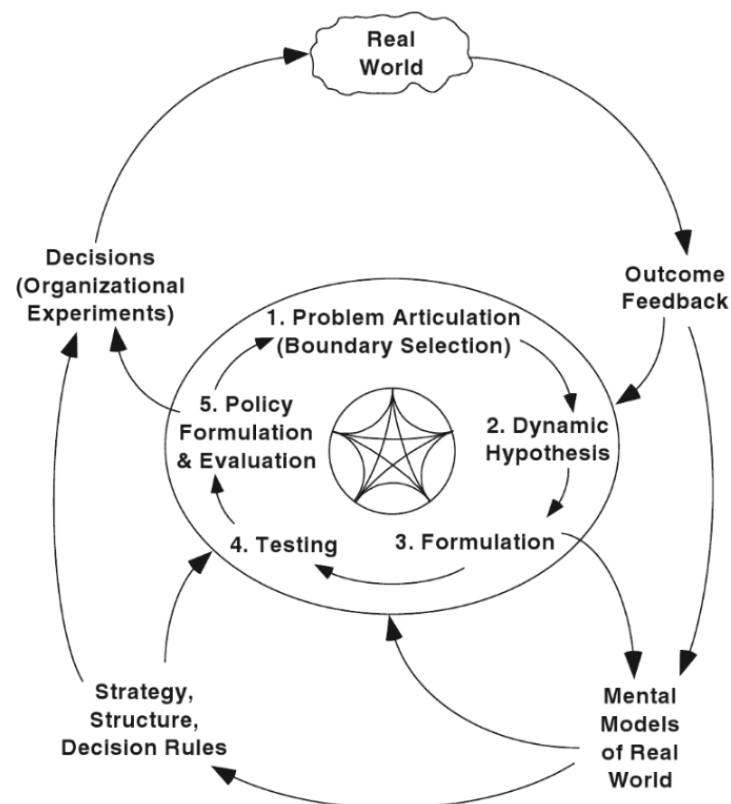 Real
World
Decisions
(Organizational
Experiments)
Outcome
Feedback
1. Problem Articulation
(Boundary Selection)
5. Policy
Formulation
& Evaluation
2. Dynamic
Hypothesis
4. Testing
3. Formulation
Strategy,
Structure,
Decision Rules
Mental
Models
of Real
World